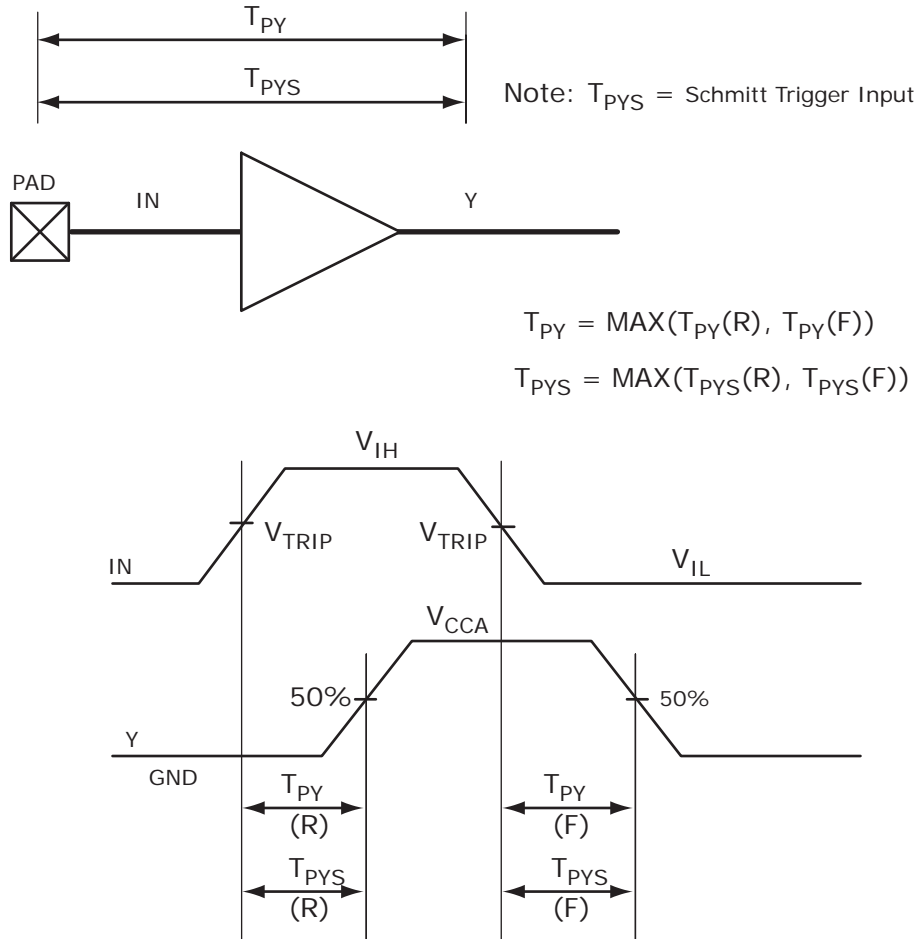 T_PY
T_PYS
Note: T_PYS = Schmitt Trigger Input
PAD
IN
Y
T_PY = MAX(T_PY(R), T_PY(F))
T_PYS = MAX(T_PYS(R), T_PYS(F))
V_IH
V_TRIP
V_TRIP
IN
V_IL
V_CCA
50%
50%
Y
GND
T_PY
(R)
T_PY
(F)
T_PYS
(R)
T_PYS
(F)